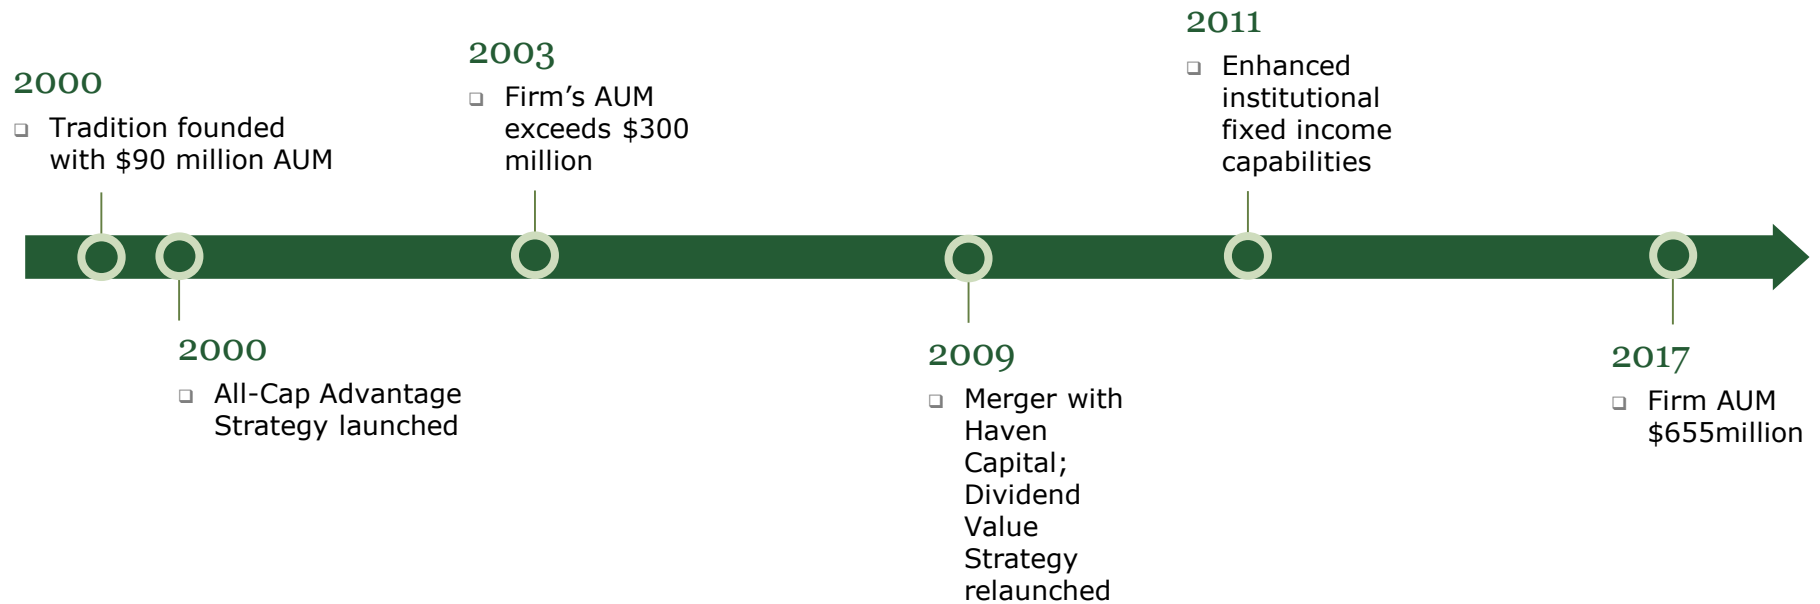 2000
❑ Tradition founded
with $90 million AUM
2000
❑ All-Cap Advantage
Strategy launched
2003
❑ Firm’s AUM
exceeds $300
million
2009
❑ Merger with
Haven
Capital;
Dividend
Value
Strategy
relaunched
2011
❑ Enhanced
institutional
fixed income
capabilities
2017
❑ Firm AUM
$655million